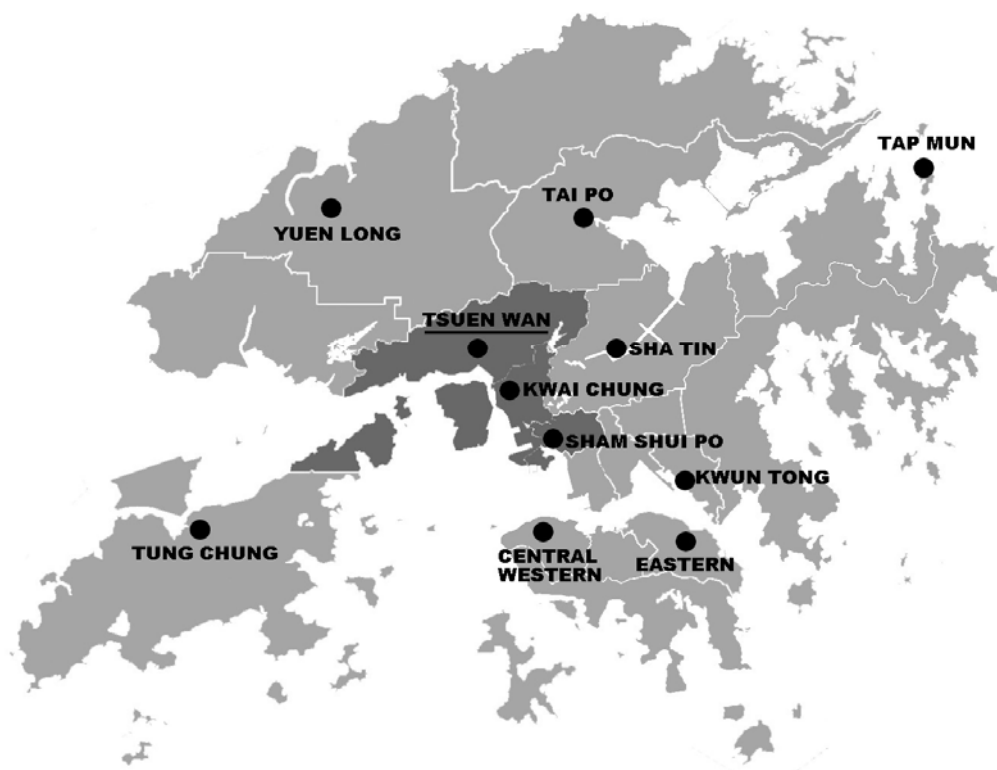 TAP MUN
TAI PO
YUEN LONG
TSUEN WAN
SHA TIN
KWAI CHUNG
SHAM SHUI PO
KWUN TONG
TUNG CHUNG
CENTRAL
WESTERN
EASTERN